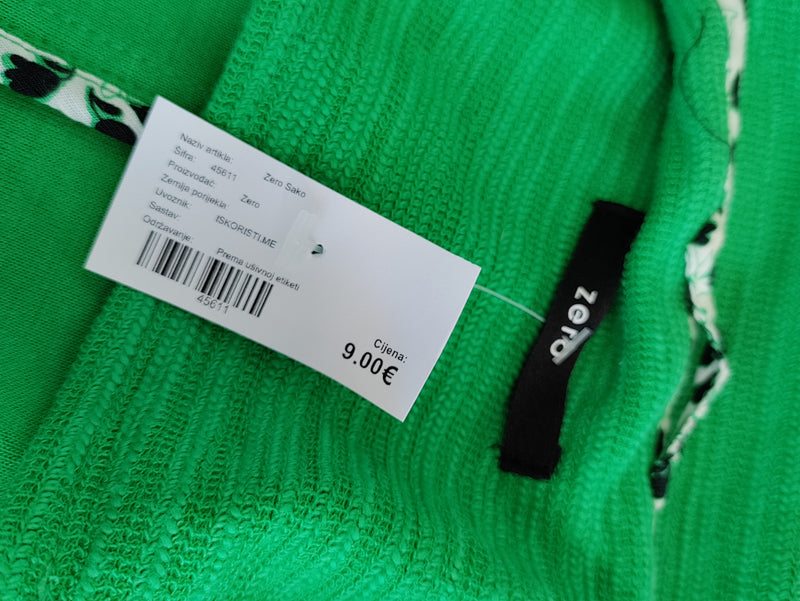 Naziv artikla: Zero Sako
Šifra: 45611
Proizvođač: Zero
Zemlja porijekla:
Uvoznik: ISKORISTI.ME
Sastav:
Održavanje: Prema ušivnoj etiketi
45611
Cijena:
9.00€
zero